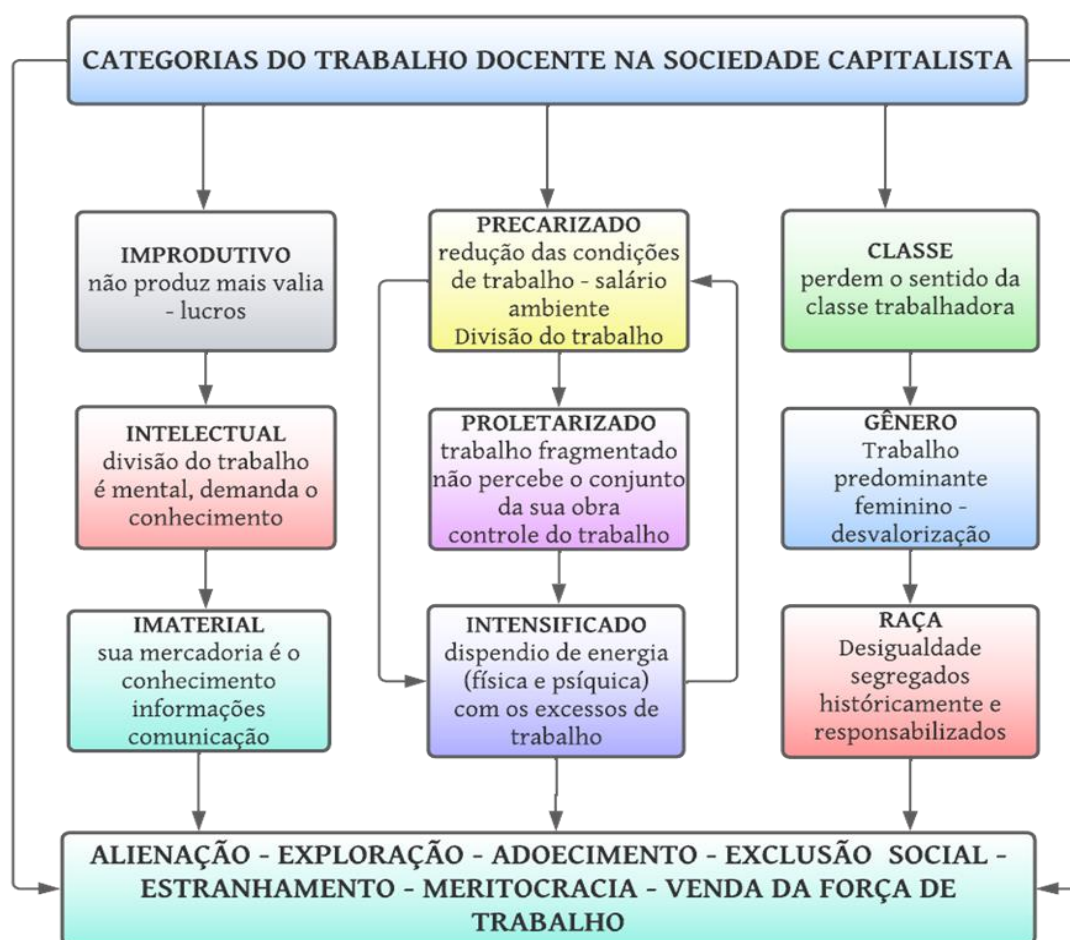 CATEGORIAS DO TRABALHO DOCENTE NA SOCIEDADE CAPITALISTA
IMPRODUTIVO
não produz mais valia
- lucros
INTELECTUAL
divisão do trabalho
é mental, demanda o
conhecimento
IMATERIAL
sua mercadoria é o
conhecimento
informações
comunicação
PRECARIZADO
redução das condições
de trabalho - salário
ambiente
Divisão do trabalho
PROLETARIZADO
trabalho fragmentado
não percebe o conjunto
da sua obra
controle do trabalho
INTENSIFICADO
dispendio de energia
(física e psíquica)
com os excessos de
trabalho
CLASSE
perdem o sentido da
classe trabalhadora
GÊNERO
Trabalho
predominante
feminino -
desvalorização
RAÇA
Desigualdade
segregados
históricamente e
responsabilizados
ALIENAÇÃO - EXPLORAÇÃO - ADOECIMENTO - EXCLUSÃO SOCIAL -
ESTRANHAMENTO - MERITOCRACIA - VENDA DA FORÇA DE
TRABALHO